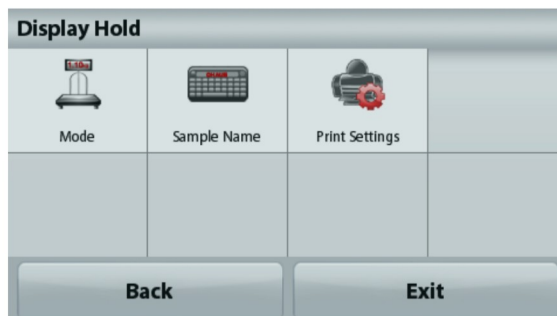 Display Hold
Mode
Sample Name
Print Settings
Back
Exit